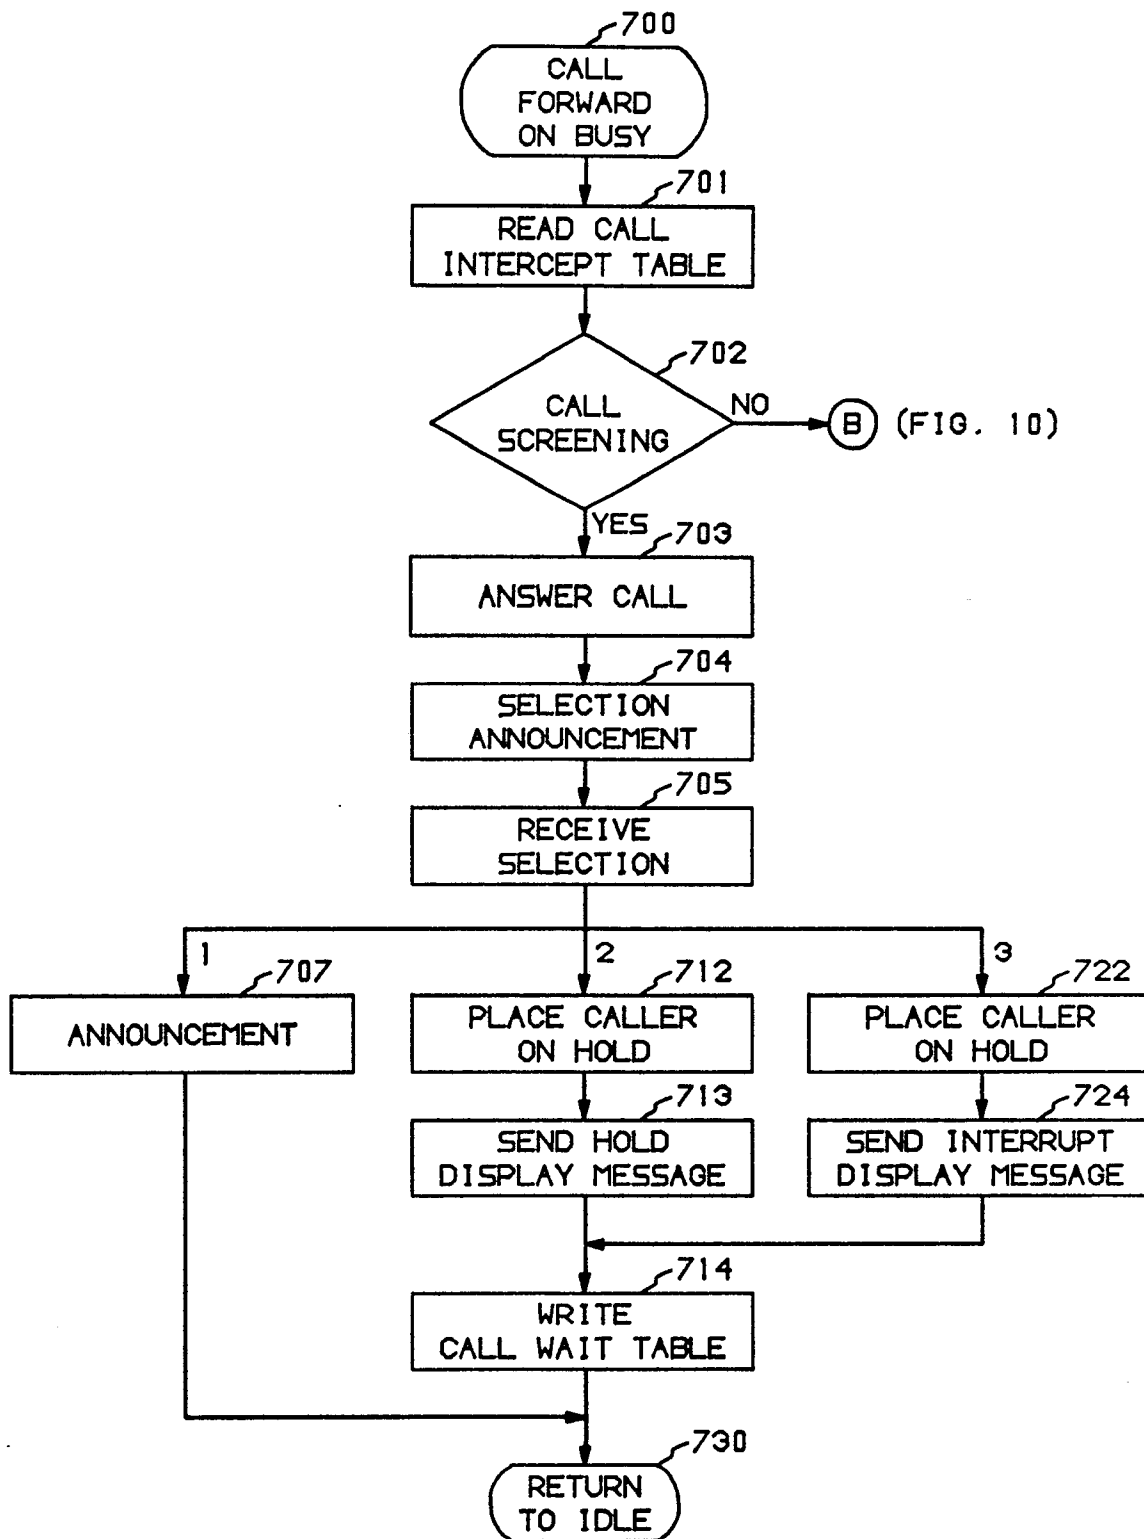 700
CALL
FORWARD
ON BUSY
701
READ CALL
INTERCEPT TABLE
702
CALL
SCREENING
NO
B (FIG. 10)
YES
703
ANSWER CALL
704
SELECTION
ANNOUNCEMENT
705
RECEIVE
SELECTION
1
2
3
707
ANNOUNCEMENT
712
PLACE CALLER
ON HOLD
722
PLACE CALLER
ON HOLD
713
SEND HOLD
DISPLAY MESSAGE
724
SEND INTERRUPT
DISPLAY MESSAGE
714
WRITE
CALL WAIT TABLE
730
RETURN
TO IDLE